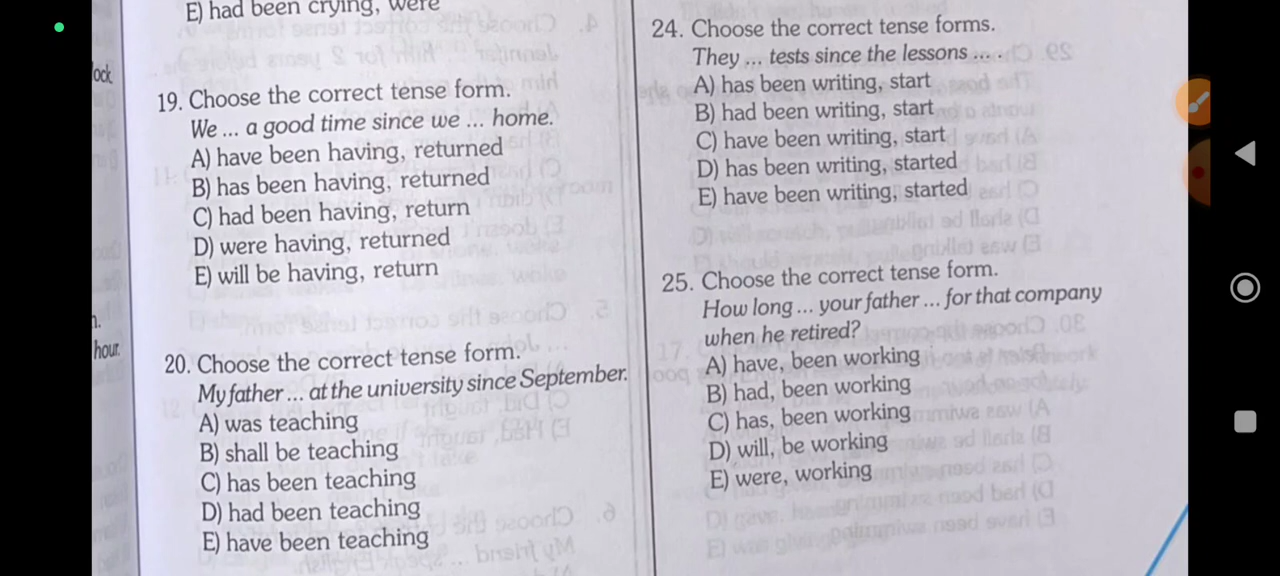 E) had been crying, were
19. Choose the correct tense form.
We ... a good time since we ... home.
A) have been having, returned
B) has been having, returned
C) had been having, return
D) were having, returned
E) will be having, return
20. Choose the correct tense form.
My father ... at the university since September.
A) was teaching
B) shall be teaching
C) has been teaching
D) had been teaching
E) have been teaching
24. Choose the correct tense forms.
They ... tests since the lessons ... .
A) has been writing, start
B) had been writing, start
C) have been writing, start
D) has been writing, started
E) have been writing, started
25. Choose the correct tense form.
How long ... your father ... for that company
when he retired?
A) have, been working
B) had, been working
C) has, been working
D) will, be working
E) were, working
hour.